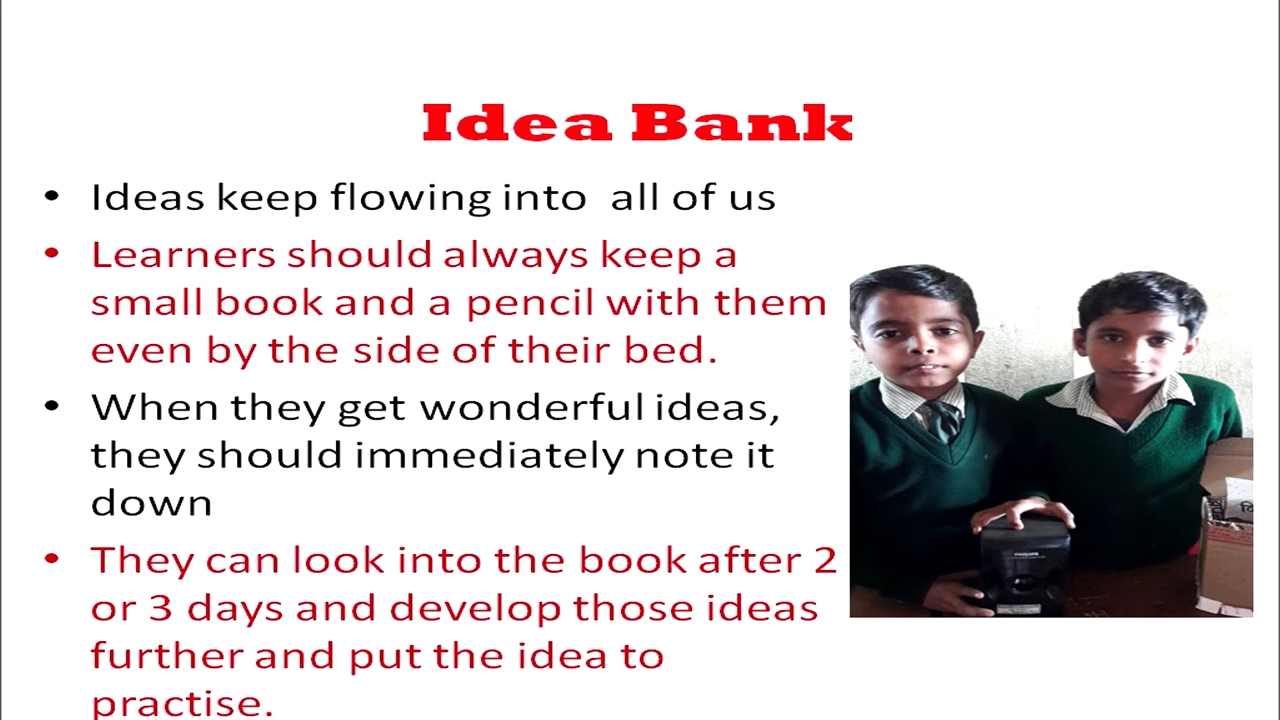 Idea Bank
• Ideas keep flowing into  all of us
• Learners should always keep a
small book and a pencil with them
even by the side of their bed.
• When they get wonderful ideas,
they should immediately note it
down
• They can look into the book after 2
or 3 days and develop those ideas
further and put the idea to
practise.
PHILIPS